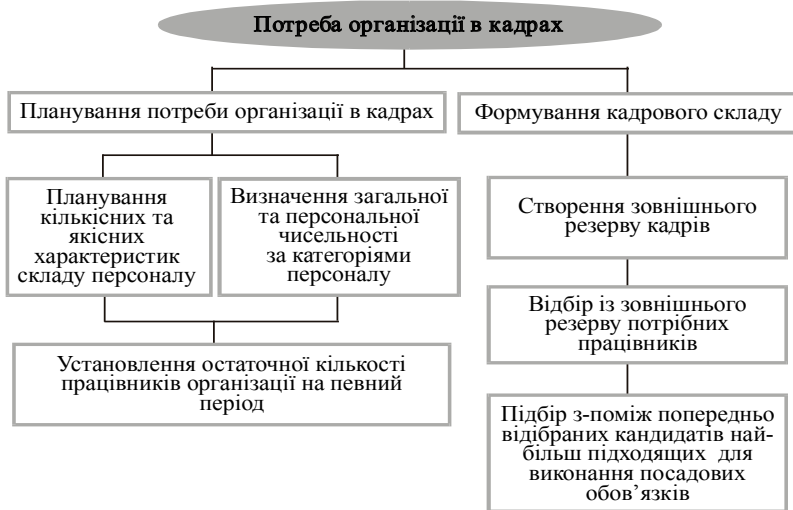 Потреба організації в кадрах
Планування потреби організації в кадрах
Формування кадрового складу
Планування
кількісних та
якісних
характеристик
складу персоналу
Визначення загальної
та персональної
чисельності
за категоріями
персоналу
Установлення остаточної кількості
працівників організації на певний
період
Створення зовнішнього
резерву кадрів
Відбір із зовнішнього
резерву потрібних
працівників
Підбір з-поміж попередньо
відібраних кандидатів най-
більш підходящих для
виконання посадових
обов’язків